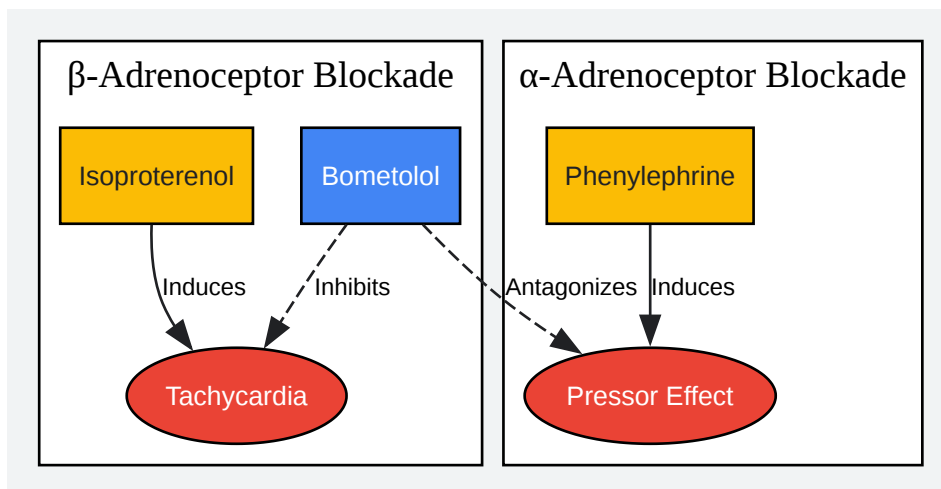 β-Adrenoceptor Blockade
α-Adrenoceptor Blockade
Isoproterenol
Bometolol
Phenylephrine
Induces
Inhibits
Antagonizes
Induces
Tachycardia
Pressor Effect